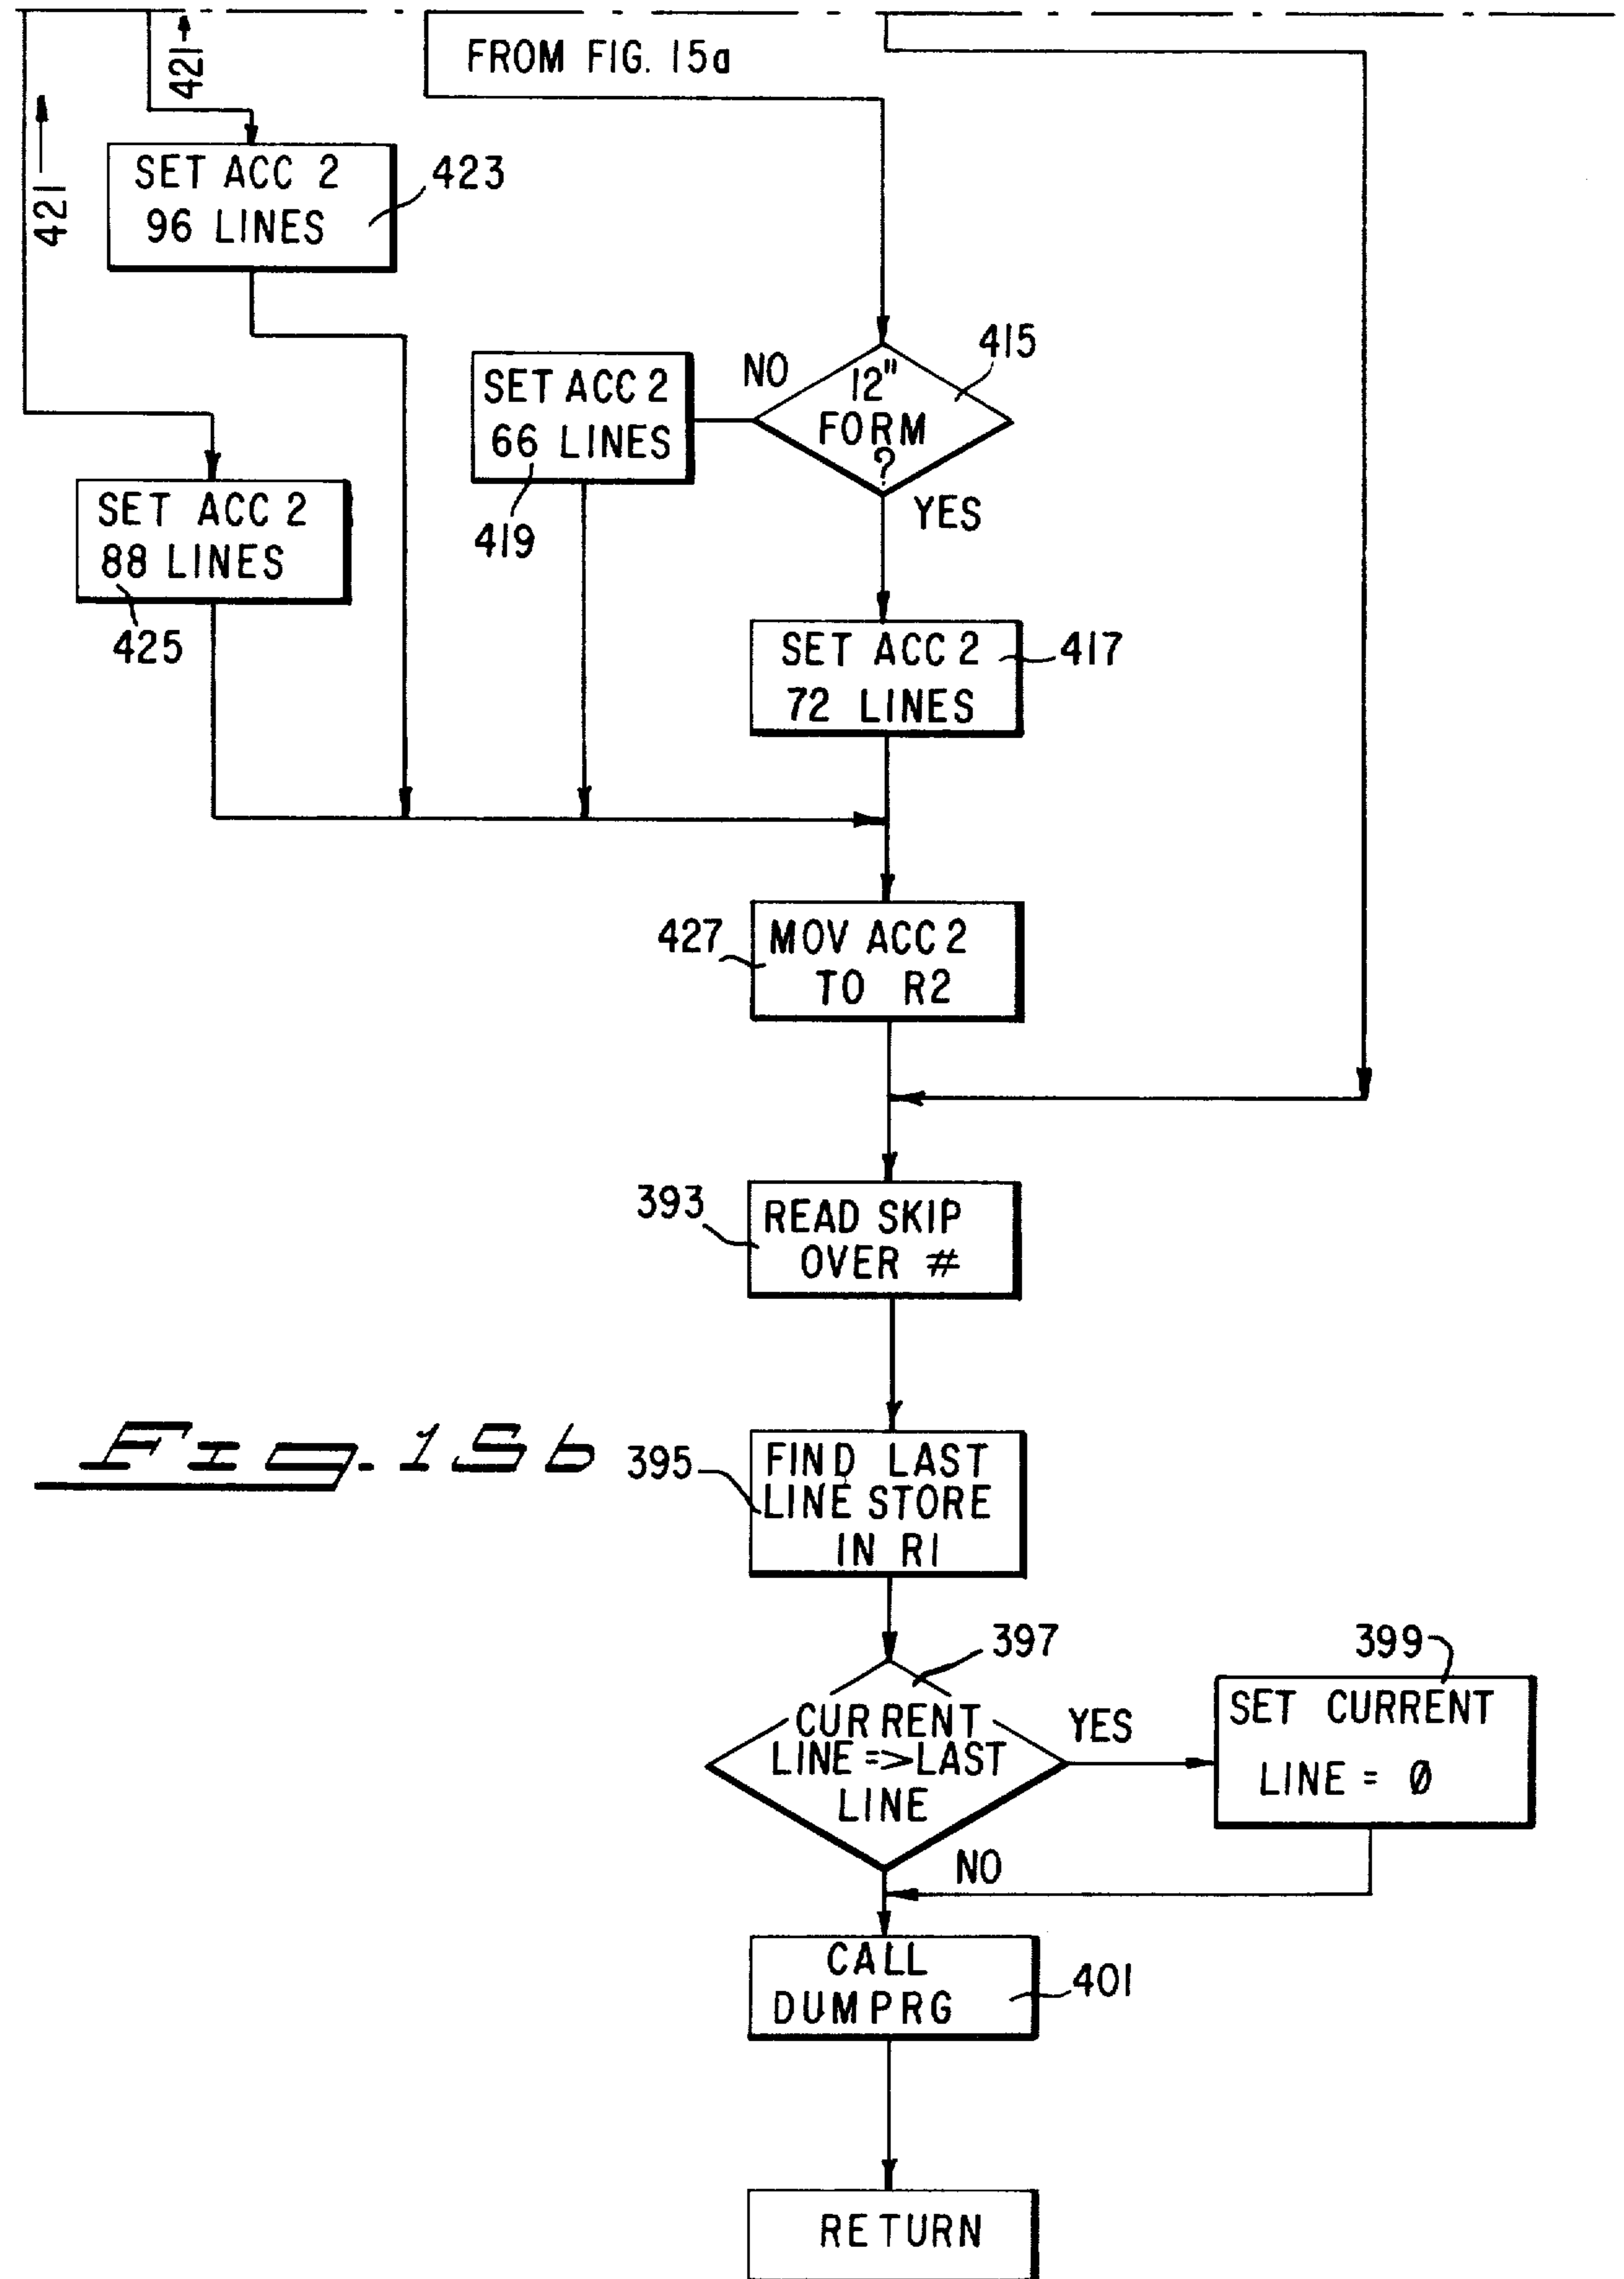 FROM FIG. 15a
421
421
SET ACC 2
96 LINES
423
415
NO
12"
FORM
?
YES
SET ACC 2
66 LINES
419
SET ACC 2
88 LINES
425
SET ACC 2
72 LINES
417
427
MOV ACC 2
TO R2
393
READ SKIP
OVER #
Fig. 15b
395
FIND LAST
LINE STORE
IN R1
397
CURRENT
LINE => LAST
LINE
YES
NO
399
SET CURRENT
LINE = Ø
CALL
DUMPRG
401
RETURN